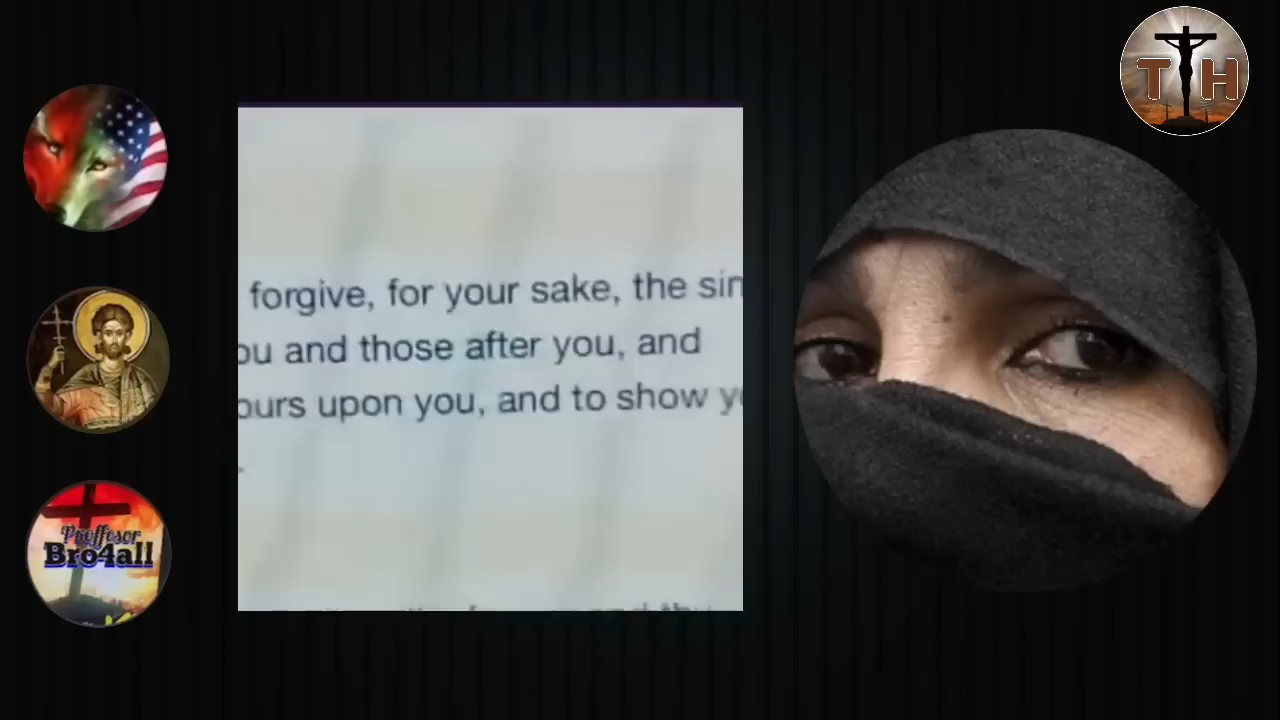 T H
forgive, for your sake, the sin
ou and those after you, and
ours upon you, and to show y
Proffesor
Bro4all